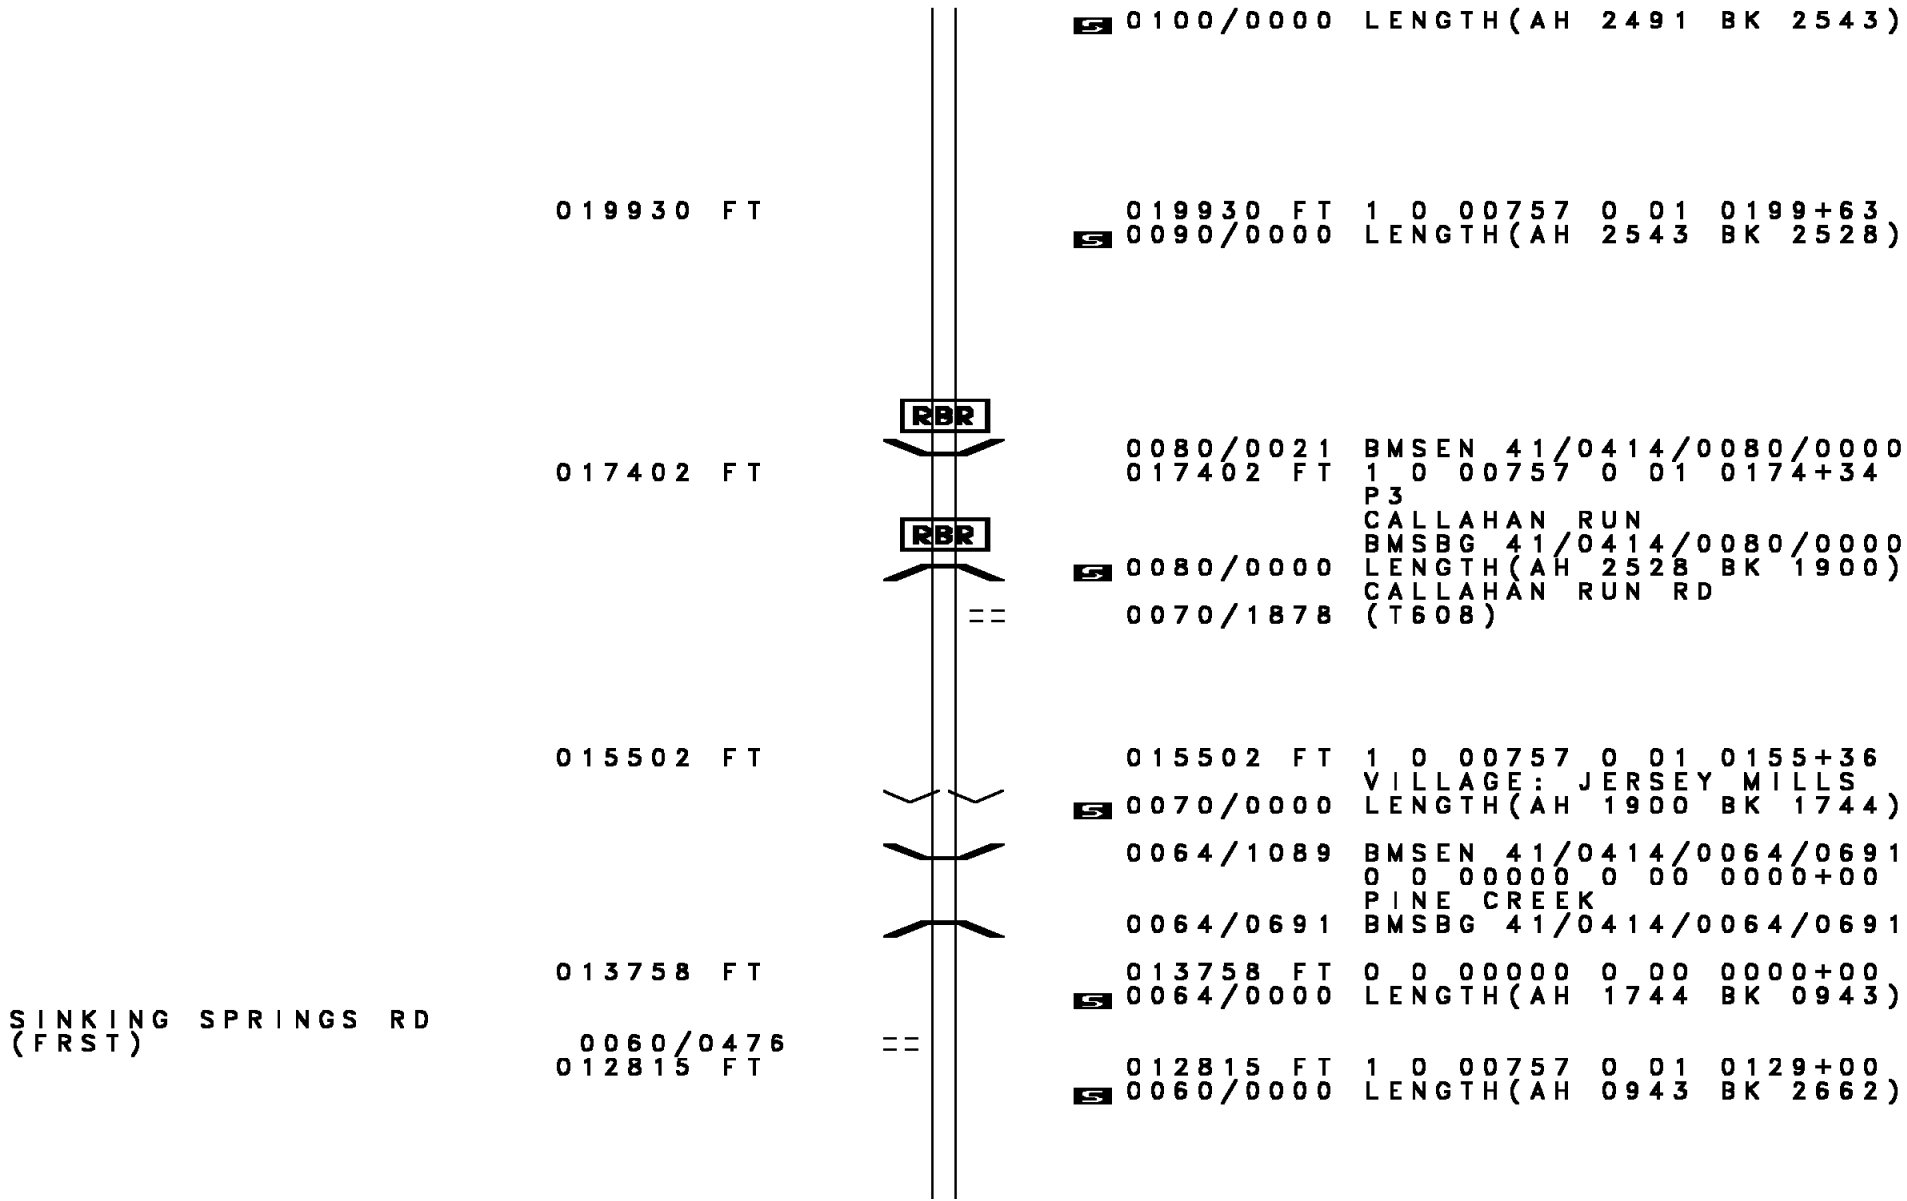 S 0100/0000 LENGTH(AH 2491 BK 2543)
019930 FT 019930 FT 1 0 00757 0 01 0199+63
S 0090/0000 LENGTH(AH 2543 BK 2528)
RBR
0080/0021 BMSEN 41/0414/0080/0000
017402 FT 017402 FT 1 0 00757 0 01 0174+34
P3
CALLAHAN RUN
RBR
BMSBG 41/0414/0080/0000
S 0080/0000 LENGTH(AH 2528 BK 1900)
CALLAHAN RUN RD
0070/1878 (T608)
015502 FT 015502 FT 1 0 00757 0 01 0155+36
VILLAGE: JERSEY MILLS
S 0070/0000 LENGTH(AH 1900 BK 1744)
0064/1089 BMSEN 41/0414/0064/0691
0 0 00000 0 00 0000+00
PINE CREEK
0064/0691 BMSBG 41/0414/0064/0691
013758 FT 013758 FT 0 0 00000 0 00 0000+00
S 0064/0000 LENGTH(AH 1744 BK 0943)
SINKING SPRINGS RD
(FRST) 0060/0476
012815 FT 012815 FT 1 0 00757 0 01 0129+00
S 0060/0000 LENGTH(AH 0943 BK 2662)